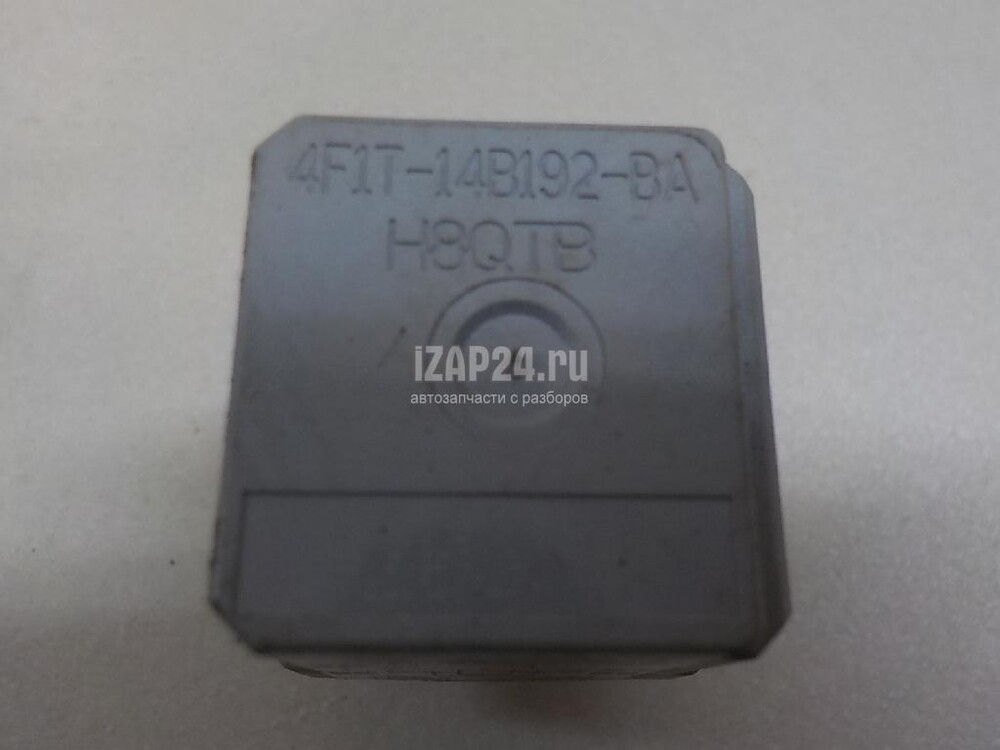 4F1T-14B192-BA
H8QTB
iZAP24.ru
автозапчасти с разборов